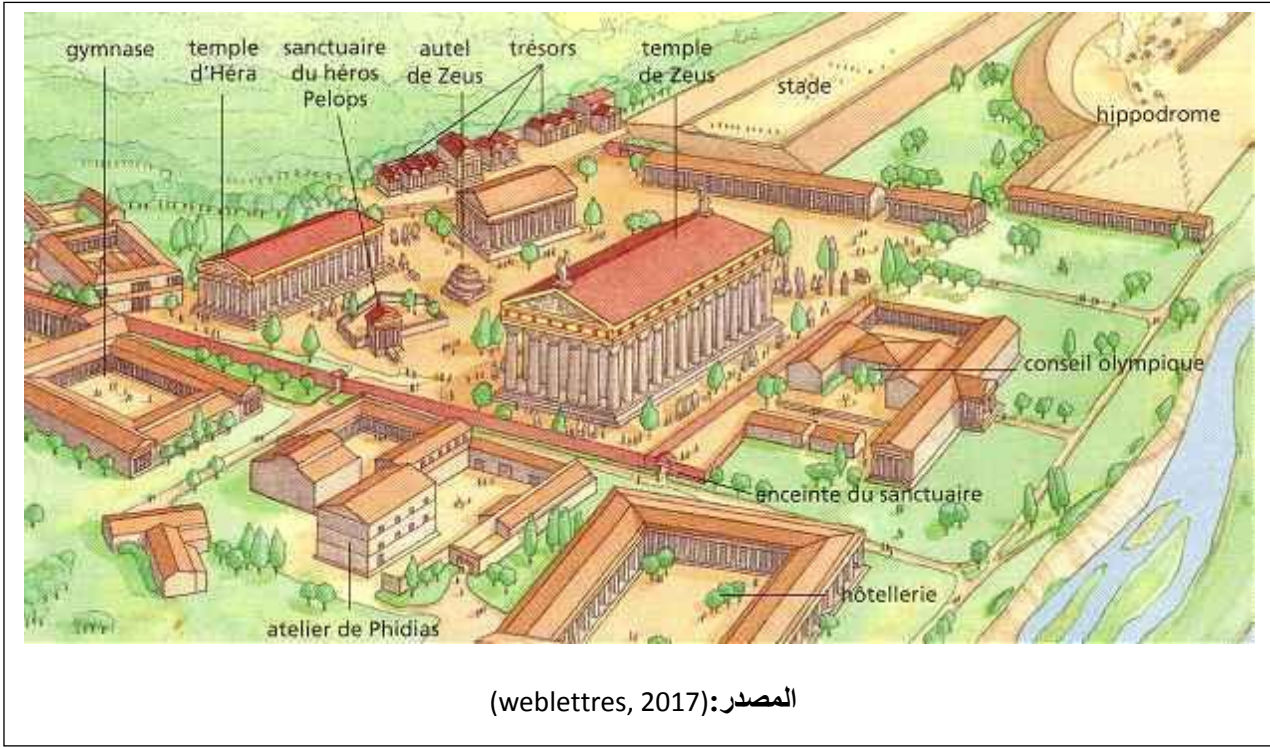 gymnase
temple
d'Héra
sanctuaire
du héros
Pelops
autel
de Zeus
trésors
temple
de Zeus
stade
hippodrome
conseil olympique
enceinte du sanctuaire
hôtellerie
atelier de Phidias
المصدر:(weblettres, 2017)